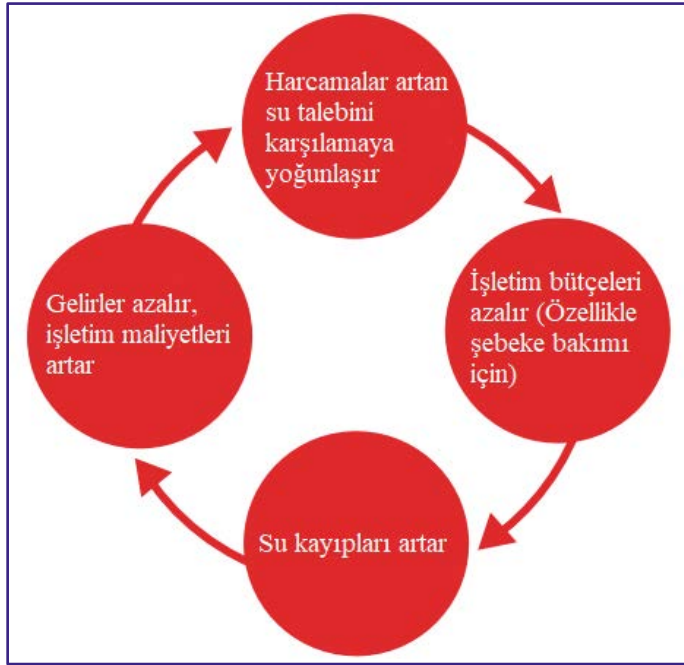 Harcamalar artan
su talebini
karşılamaya
yoğunlaşır
İşletim bütçeleri
azalır (Özellikle
şebeke bakımı
için)
Su kayıpları artar
Gelirler azalır,
işletim maliyetleri
artar